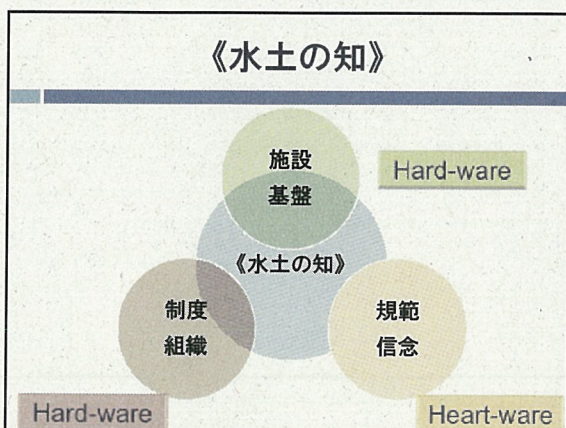 《水土の知》
施設
基盤
Hard-ware
《水土の知》
制度
組織
規範
信念
Hard-ware
Heart-ware